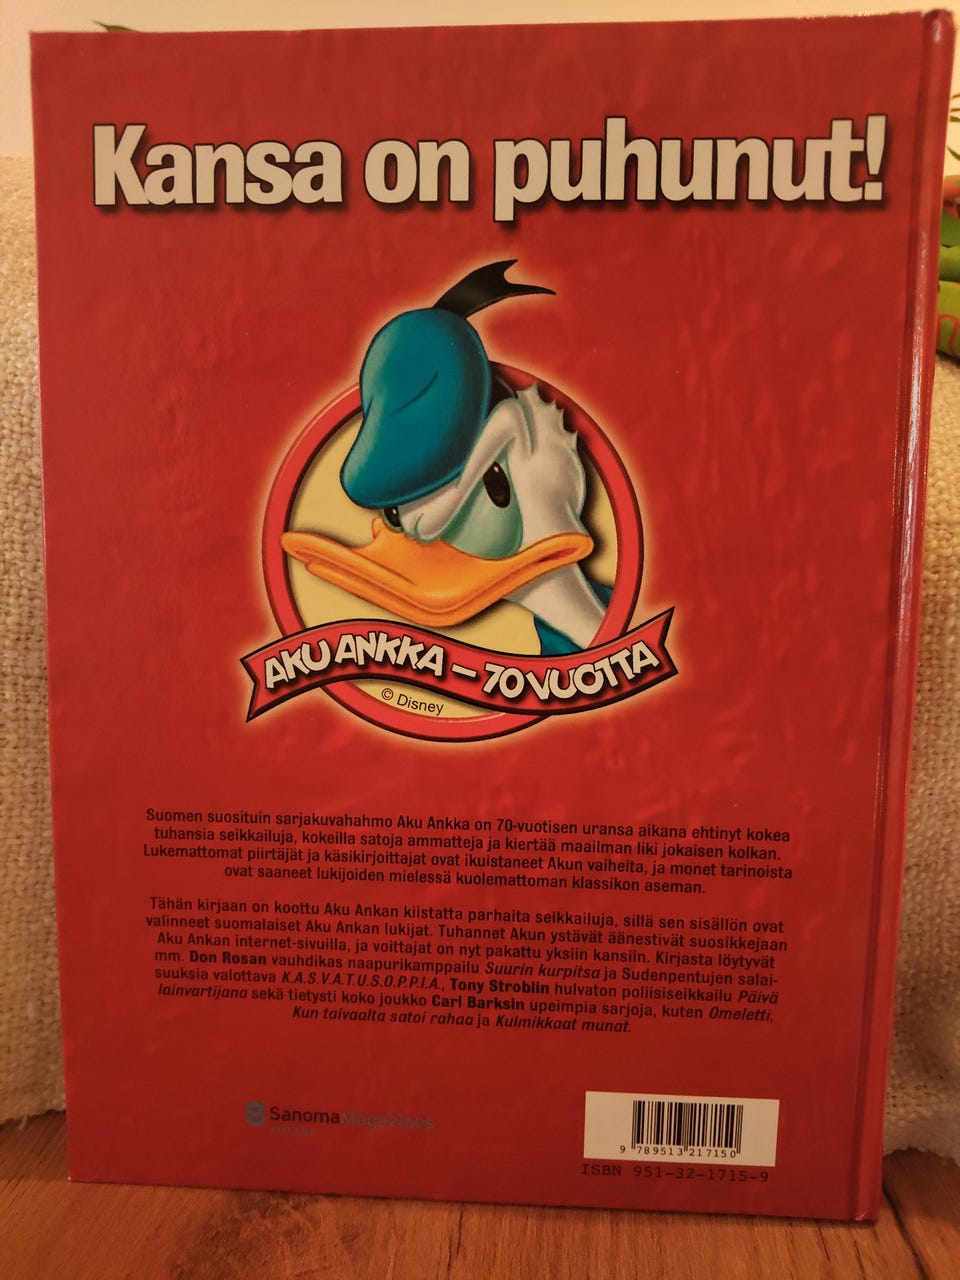 Kansa on puhunut!
AKU ANKKA – 70 VUOTTA
© Disney
Suomen suosituin sarjakuvahahmo Aku Ankka on 70-vuotisen uransa aikana ehtinyt kokea
tuhansia seikkailuja, kokeilla satoja ammatteja ja kiertää maailman liki jokaisen kolkan.
Lukemattomat piirtäjät ja käsikirjoittajat ovat ikuistaneet Akun vaiheita, ja monet tarinoista
ovat saaneet lukijoiden mielessä kuolemattoman klassikon aseman.
Tähän kirjaan on koottu Aku Ankan kiistatta parhaita seikkailuja, sillä sen sisällön ovat
valinneet suomalaiset Aku Ankan lukijat. Tuhannet Akun ystävät äänestivät suosikkejaan
Aku Ankan internet-sivuilla, ja voittajat on nyt pakattu yksiin kansiin. Kirjasta löytyvät
mm. Don Rosan vauhdikas naapurikamppailu Suurin kurpitsa ja Sudenpentujen salai-
suuksia valottava K.A.S.V.A.T.U.S.O.P.P.I.A., Tony Stroblin hulvaton poliisiseikkailu Päivä
lainvartijana sekä tietysti koko joukko Carl Barksin upeimpia sarjoja, kuten Omeletti,
Kun taivaalta satoi rahaa ja Kulmikkaat munat.
SanomaMagazines
FINLAND
9 789513 217150
ISBN 951-32-1715-9